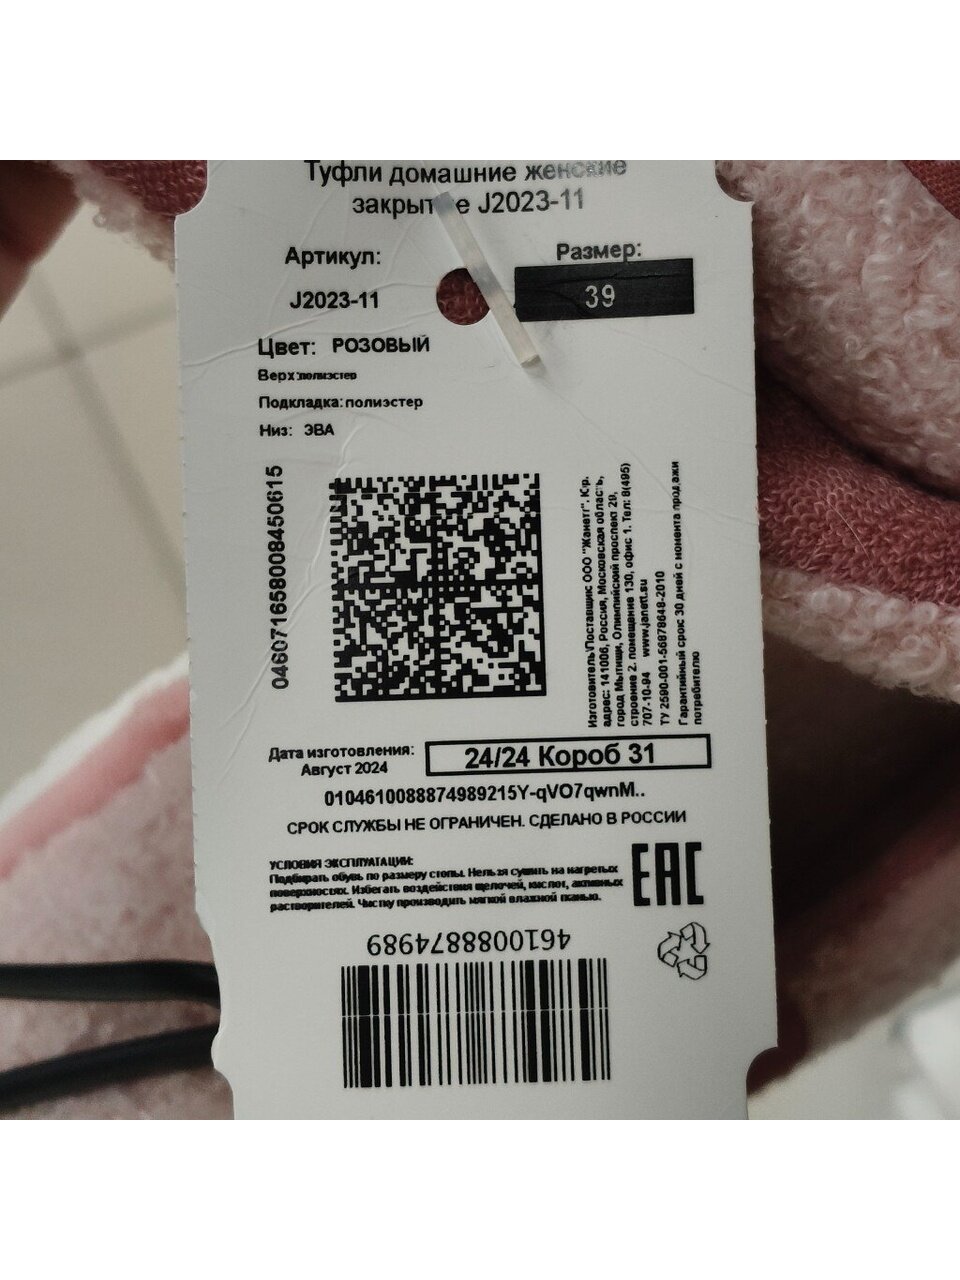 Туфли домашние женские
закрытые J2023-11
Артикул:
J2023-11
Размер:
39
Цвет: РОЗОВЫЙ
Верх:полиэстер
Подкладка:полиэстер
Низ: ЭВА
046071658008450615
Изготовитель\Поставщик: ООО "Жанетт". Юр.
адрес: 141006, Россия, Московская область,
город Мытищи, Олимпийский проспект 29,
строение 2, помещение 130, офис 1. Тел: 8(495)
707-10-94 www.janett.su
ТУ 2590-001-56878648-2010
Гарантийный срок: 30 дней с момента продажи
потребителю
Дата изготовления:
Август 2024
24/24 Короб 31
0104610088874989215Y-qVO7qwnM..
СРОК СЛУЖБЫ НЕ ОГРАНИЧЕН. СДЕЛАНО В РОССИИ
УСЛОВИЯ ЭКСПЛУАТАЦИИ:
Подбирать обувь по размеру стопы. Нельзя сушить на нагретых
поверхностях. Избегать воздействия щелочей, кислот, активных
растворителей. Чистку производить мягкой влажной тканью.
EAC
4610088874989